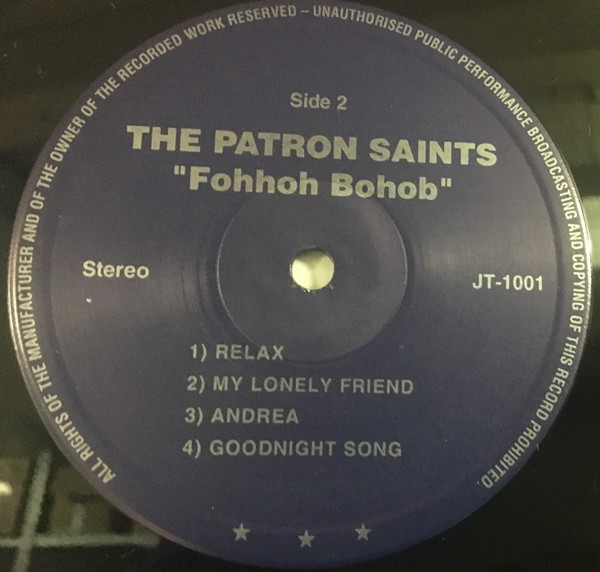 ALL RIGHTS OF THE MANUFACTURER AND OF THE OWNER OF THE RECORDED WORK RESERVED – UNAUTHORISED PUBLIC PERFORMANCE BROADCASTING AND COPYING OF THIS RECORD PROHIBITED.
Side 2
THE PATRON SAINTS
"Fohhoh Bohob"
Stereo
JT-1001
1) RELAX
2) MY LONELY FRIEND
3) ANDREA
4) GOODNIGHT SONG